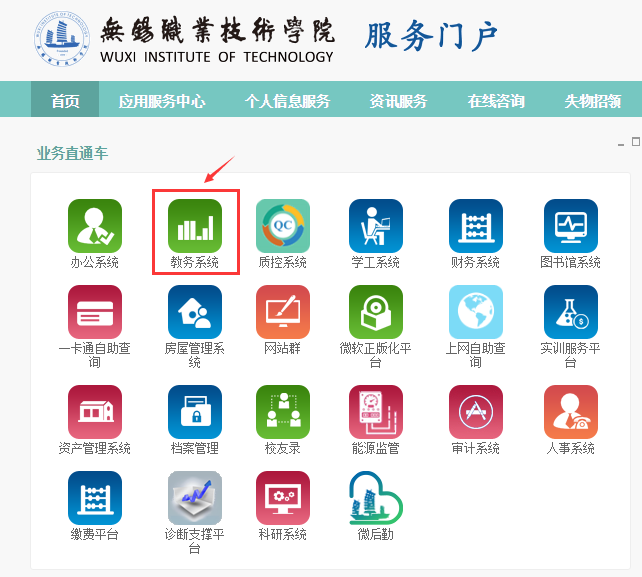 無錫職業技術學院
WUXI INSTITUTE OF TECHNOLOGY
服务门户
首页 应用服务中心 个人信息服务 资讯服务 在线咨询 失物招领
业务直通车
办公系统 教务系统 质控系统 学工系统 财务系统 图书馆系统
QC
一卡通自助查
询
房屋管理系
统
网站群
微软正版化平
台
上网自助查
询
实训服务平
台
资产管理系统 档案管理 校友录 能源监管 审计系统 人事系统
缴费平台
诊断支撑平
台
科研系统
微后勤